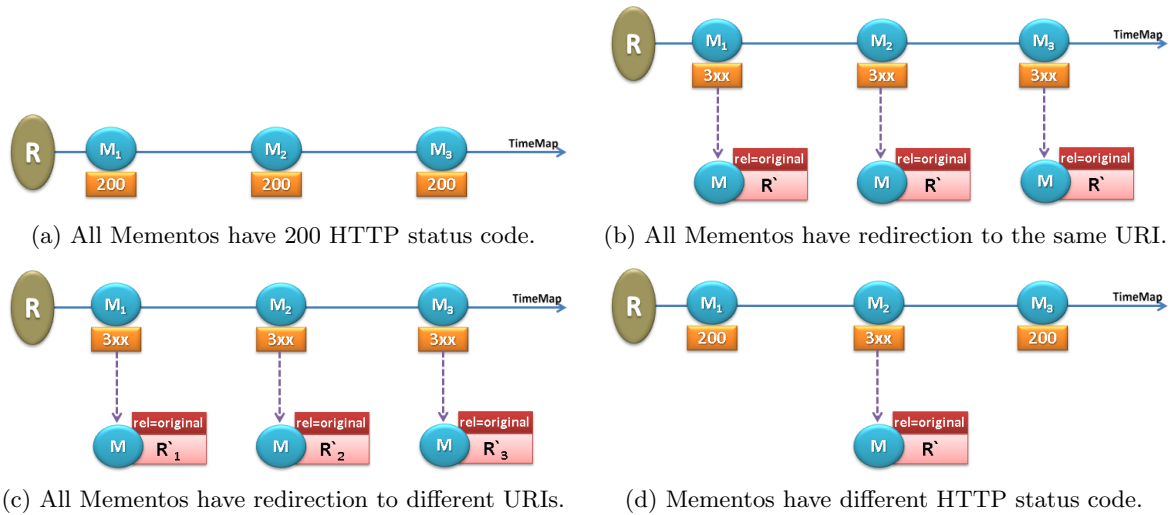 R M₁ M₂ M₃ TimeMap
200 200 200
(a) All Mementos have 200 HTTP status code.
R M₁ M₂ M₃ TimeMap
3xx 3xx 3xx
rel=original rel=original rel=original
M R` M R` M R`
(b) All Mementos have redirection to the same URI.
R M₁ M₂ M₃ TimeMap
3xx 3xx 3xx
rel=original rel=original rel=original
M R`₁ M R`₂ M R`₃
(c) All Mementos have redirection to different URIs.
R M₁ M₂ M₃ TimeMap
200 3xx 200
rel=original
M R`
(d) Mementos have different HTTP status code.